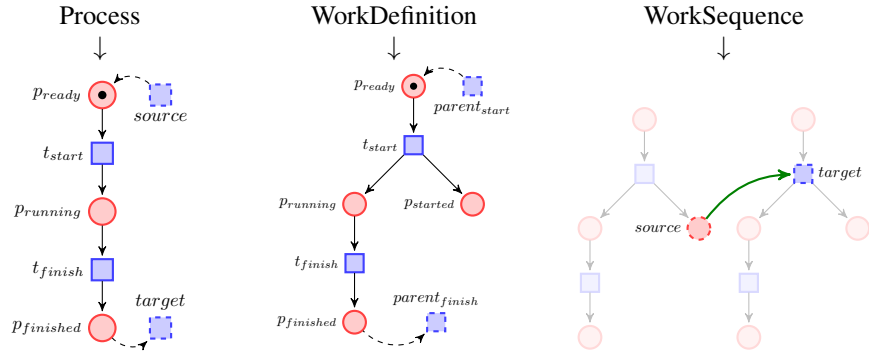 Process
WorkDefinition
WorkSequence
p_ready
source
t_start
p_running
t_finish
target
p_finished
p_ready
parent_start
t_start
p_running
p_started
t_finish
parent_finish
p_finished
target
source